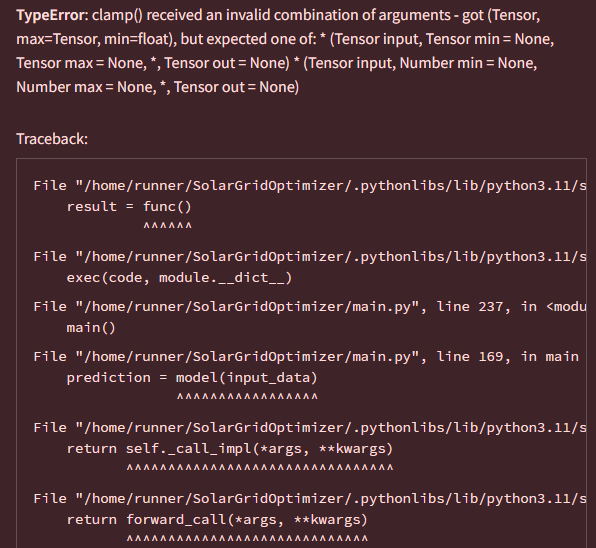 TypeError: clamp() received an invalid combination of arguments - got (Tensor,
max=Tensor, min=float), but expected one of: * (Tensor input, Tensor min = None,
Tensor max = None, *, Tensor out = None) * (Tensor input, Number min = None,
Number max = None, *, Tensor out = None)
Traceback:
File "/home/runner/SolarGridOptimizer/.pythonlibs/lib/python3.11/s
result = func()
^^^^^^
File "/home/runner/SolarGridOptimizer/.pythonlibs/lib/python3.11/s
exec(code, module.__dict__)
File "/home/runner/SolarGridOptimizer/main.py", line 237, in <modu
main()
File "/home/runner/SolarGridOptimizer/main.py", line 169, in main
prediction = model(input_data)
^^^^^^^^^^^^^^^^^
File "/home/runner/SolarGridOptimizer/.pythonlibs/lib/python3.11/s
return self._call_impl(*args, **kwargs)
^^^^^^^^^^^^^^^^^^^^^^^^^^^^^^^^
File "/home/runner/SolarGridOptimizer/.pythonlibs/lib/python3.11/s
return forward_call(*args, **kwargs)
^^^^^^^^^^^^^^^^^^^^^^^^^^^^^